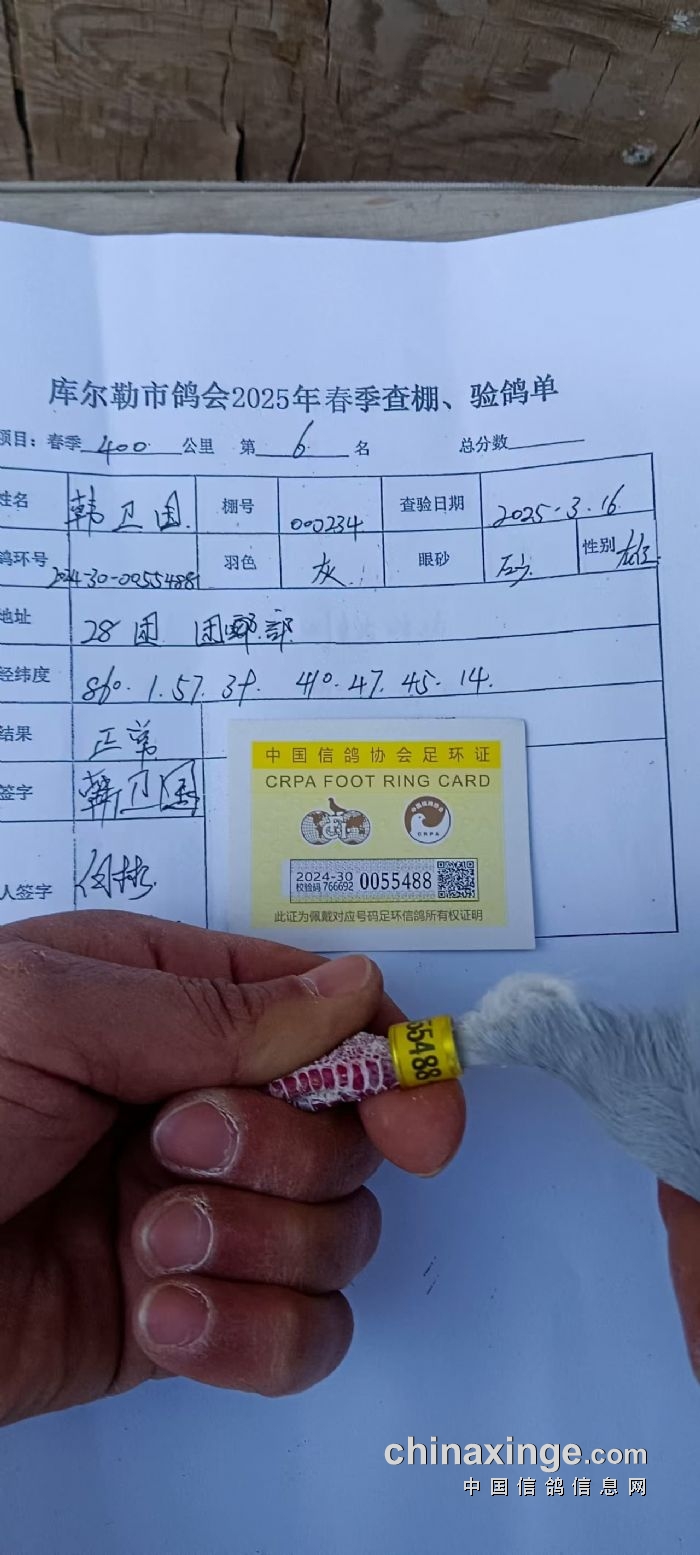 库尔勒市鸽会2025年春季查棚、验鸽单
项目：春季 400 公里 第 6 名 总分数
姓名 韩卫国 棚号 000234 查验日期 2025-3.16
鸽环号 2024-30-0055488 羽色 灰 眼砂 砂 性别 雄
地址 28团 团部
经纬度 86°.1.57.39. 41°.47.45.14.
结果 正常
签字 韩卫国
人签字
中国信鸽协会足环证
CRPA FOOT RING CARD
CRPA
2024-30
校验码 766692 0055488
此证为佩戴对应号码足环信鸽所有权证明
55488
chinaxinge.com
中国信鸽信息网